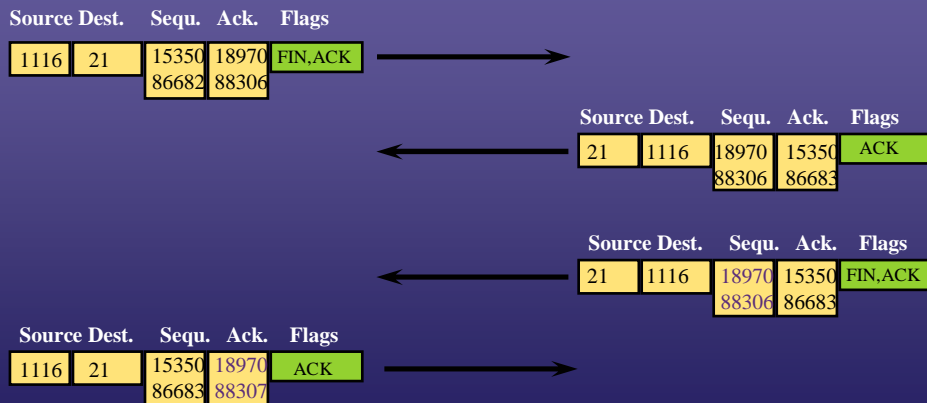 Source Dest. Sequ. Ack. Flags
1116 21 15350 18970 FIN,ACK
86682 88306
Source Dest. Sequ. Ack. Flags
21 1116 18970 15350 ACK
88306 86683
Source Dest. Sequ. Ack. Flags
21 1116 18970 15350 FIN,ACK
88306 86683
Source Dest. Sequ. Ack. Flags
1116 21 15350 18970 ACK
86683 88307